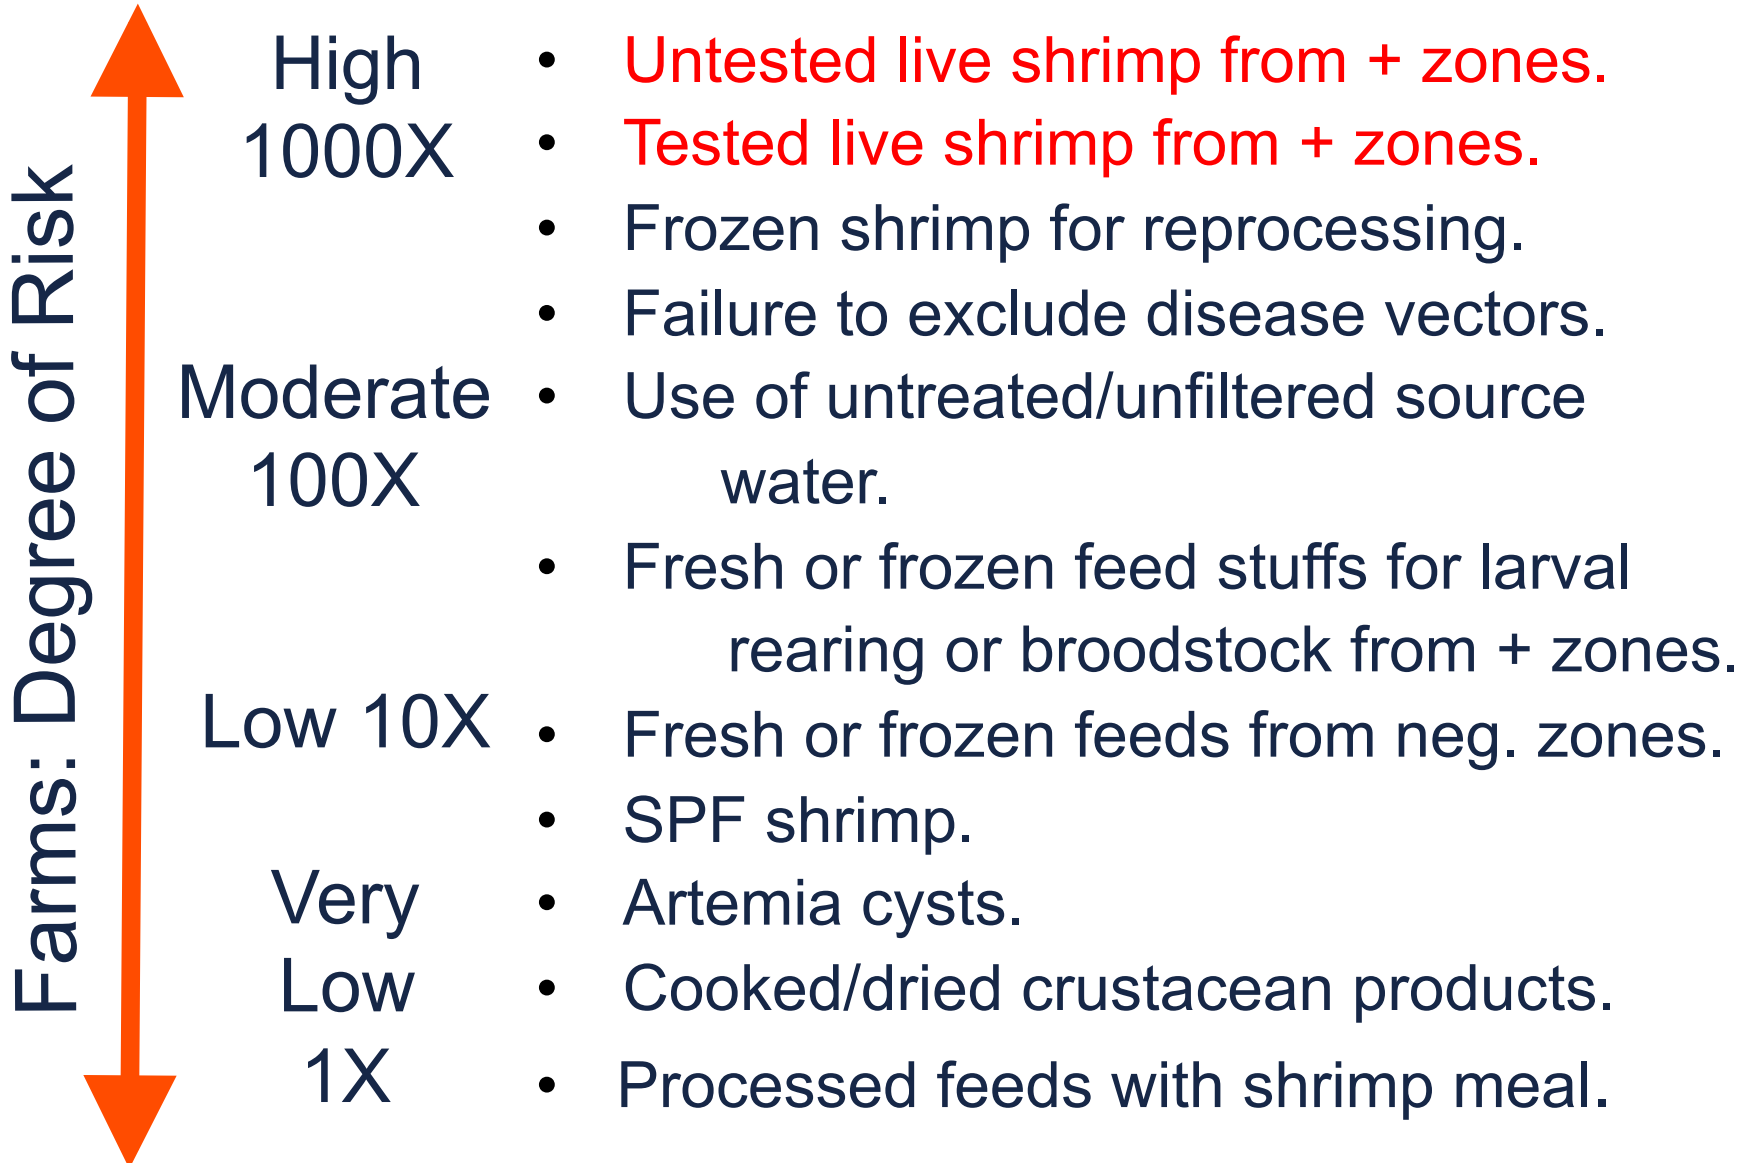 Farms: Degree of Risk
High
1000X
Moderate
100X
Low 10X
Very
Low
1X
• Untested live shrimp from + zones.
• Tested live shrimp from + zones.
• Frozen shrimp for reprocessing.
• Failure to exclude disease vectors.
• Use of untreated/unfiltered source
water.
• Fresh or frozen feed stuffs for larval
rearing or broodstock from + zones.
• Fresh or frozen feeds from neg. zones.
• SPF shrimp.
• Artemia cysts.
• Cooked/dried crustacean products.
• Processed feeds with shrimp meal.